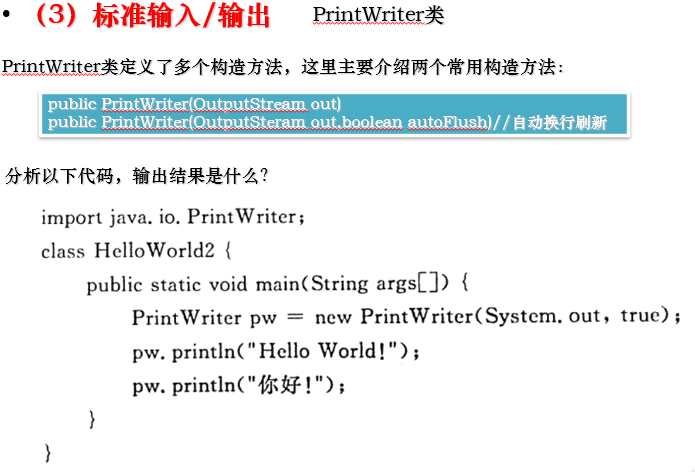 • （3）标准输入/输出 PrintWriter类
PrintWriter类定义了多个构造方法，这里主要介绍两个常用构造方法：
public PrintWriter(OutputStream out)
public PrintWriter(OutputSteram out,boolean autoFlush)//自动换行刷新
分析以下代码，输出结果是什么？
import java.io.PrintWriter;
class HelloWorld2 {
public static void main(String args[]) {
PrintWriter pw = new PrintWriter(System.out, true);
pw.println("Hello World!");
pw.println("你好!");
}
}